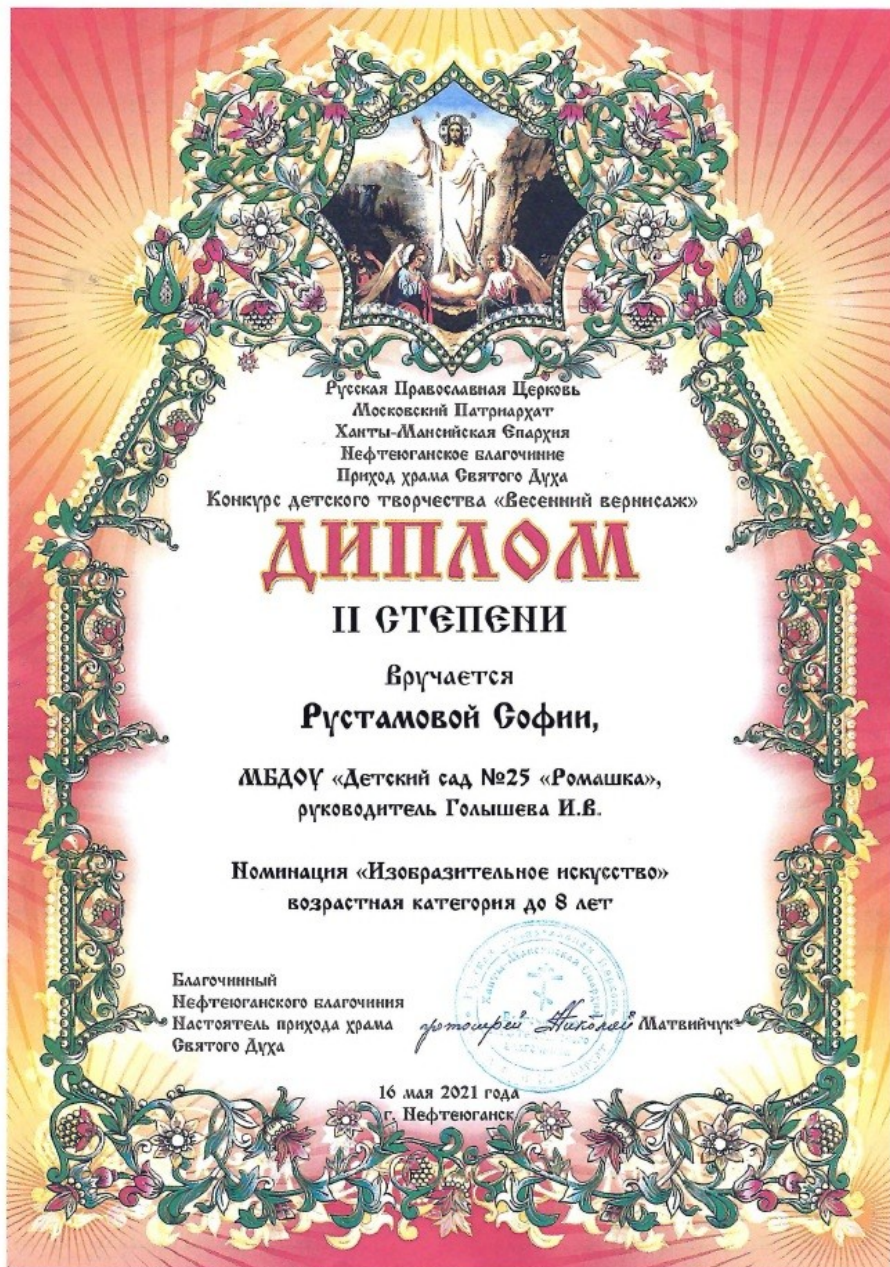 Русская Православная Церковь
Московский Патриархат
Ханты-Мансийская Епархия
Нефтеюганское благочиние
Приход храма Святого Духа
Конкурс детского творчества «Весенний вернисаж»
ДИПЛОМ
II СТЕПЕНИ
Вручается
Рустамовой Софии,
МБДОУ «Детский сад №25 «Ромашка»,
руководитель Голышева И.В.
Номинация «Изобразительное искусство»
возрастная категория до 8 лет
Благочинный
Нефтеюганского благочиния
Настоятель прихода храма
Святого Духа
протоиерей Николай Матвийчук
16 мая 2021 года
г. Нефтеюганск